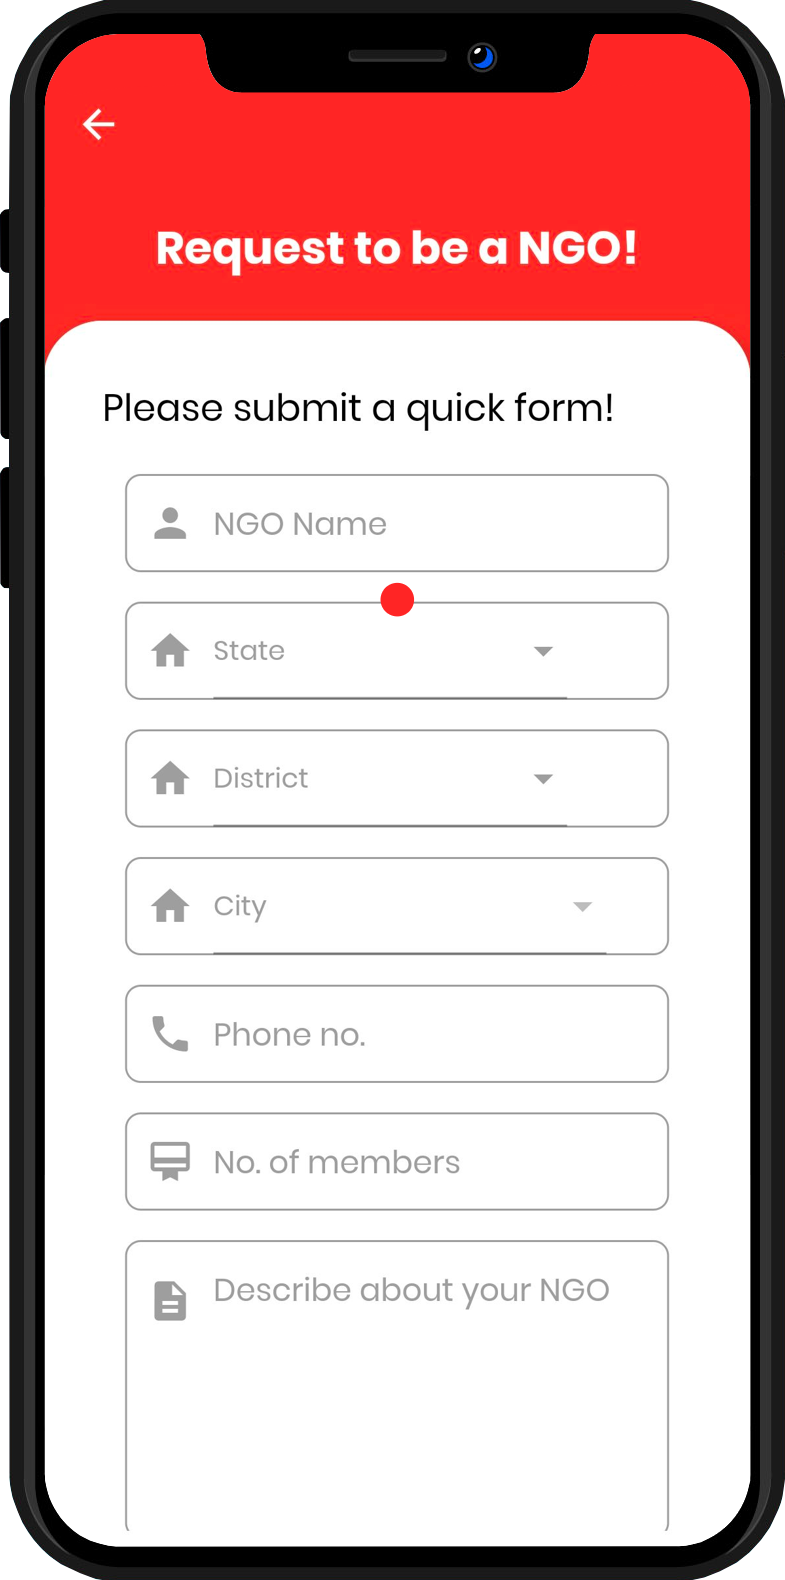 Request to be a NGO!
Please submit a quick form!
NGO Name
State
District
City
Phone no.
No. of members
Describe about your NGO